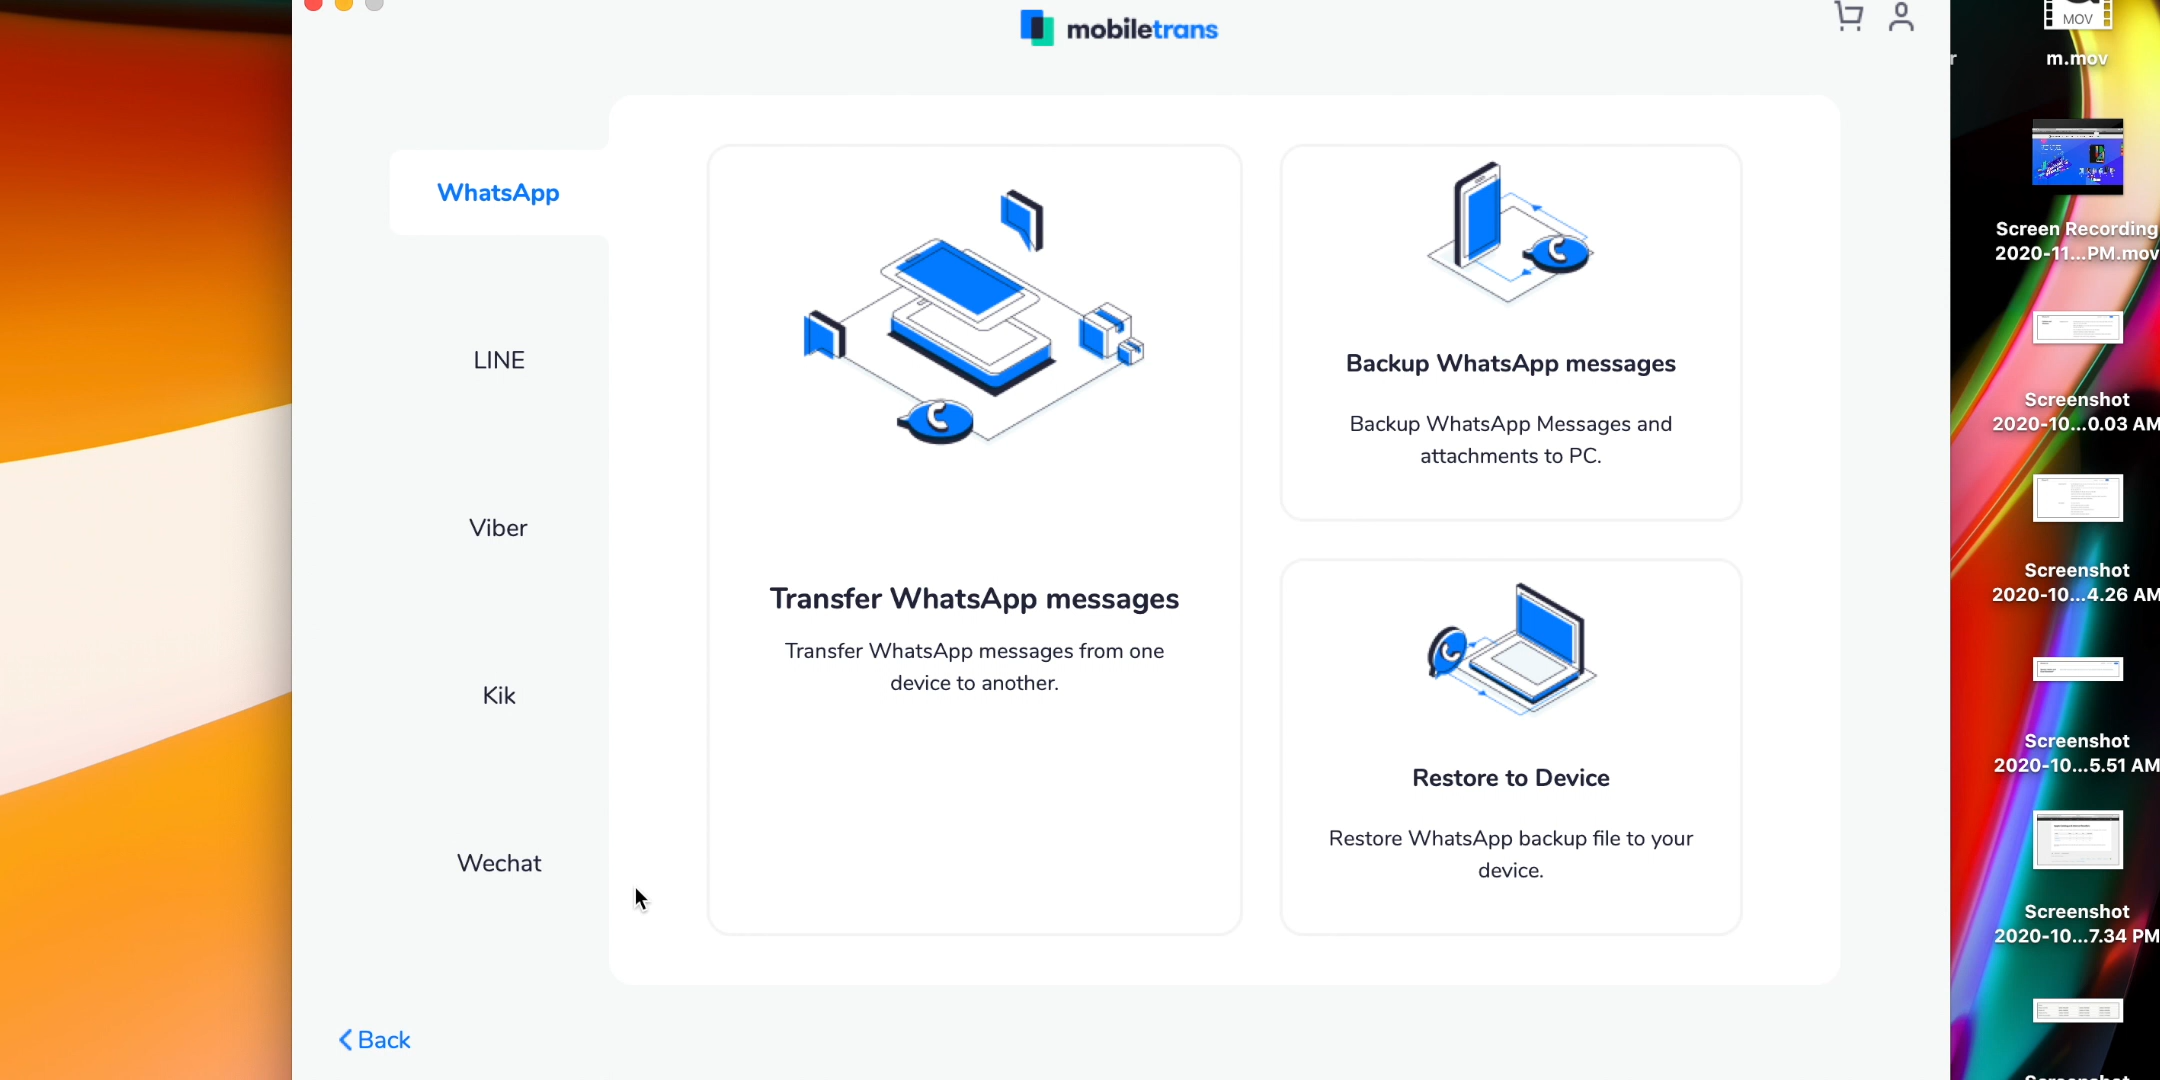 mobiletrans
WhatsApp
LINE
Viber
Kik
Wechat
Transfer WhatsApp messages
Transfer WhatsApp messages from one
device to another.
Backup WhatsApp messages
Backup WhatsApp Messages and
attachments to PC.
Restore to Device
Restore WhatsApp backup file to your
device.
Back
MOV
m.mov
Screen Recording
2020-11...PM.mov
Screenshot
2020-10...0.03 AM
Screenshot
2020-10...4.26 AM
Screenshot
2020-10...5.51 AM
Screenshot
2020-10...7.34 PM